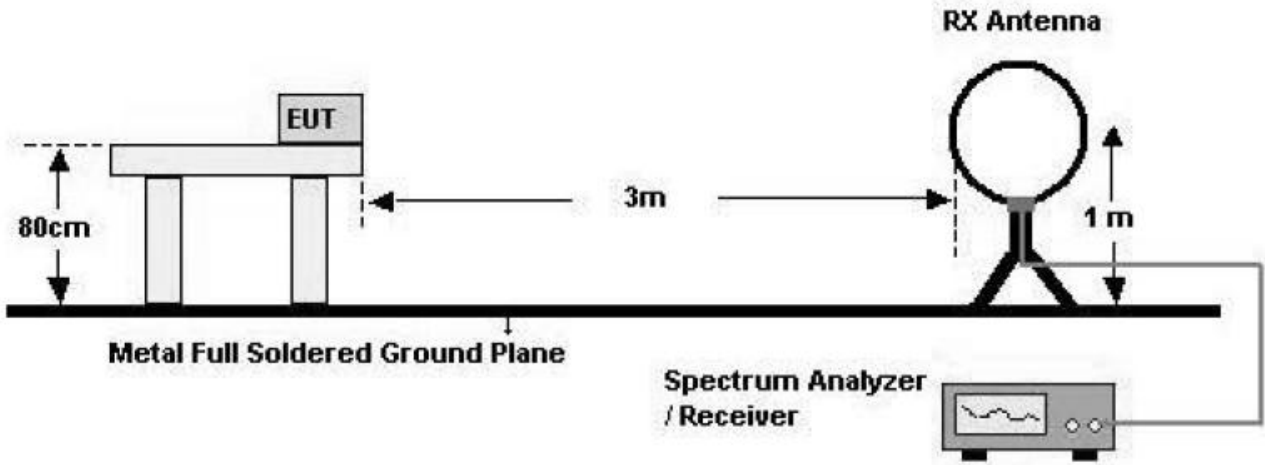 RX Antenna
EUT
80cm
3m
1 m
Metal Full Soldered Ground Plane
Spectrum Analyzer
/ Receiver